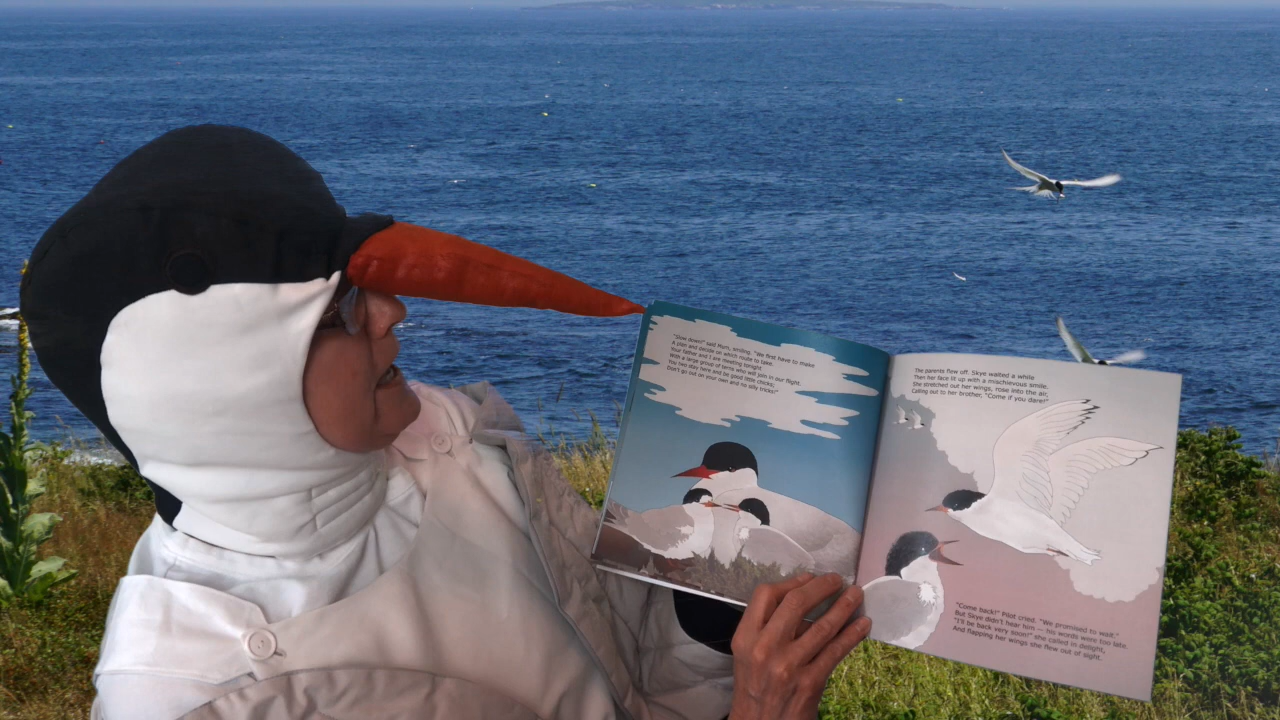 "Slow down!" said Mum, smiling. "We first have to make
A plan and decide on which route to take.
Your father and I are meeting tonight
With a large group of terns who will join in our flight.
You two stay here and be good little chicks;
Don't go out on your own and no silly tricks!"
The parents flew off. Skye waited a while
Then her face lit up with a mischievous smile.
She stretched out her wings, rose into the air,
Calling out to her brother, "Come if you dare!"
"Come back!" Pilot cried. "We promised to wait."
But Skye didn't hear him — his words were too late.
"I'll be back very soon!" she called in delight,
And flapping her wings she flew out of sight.